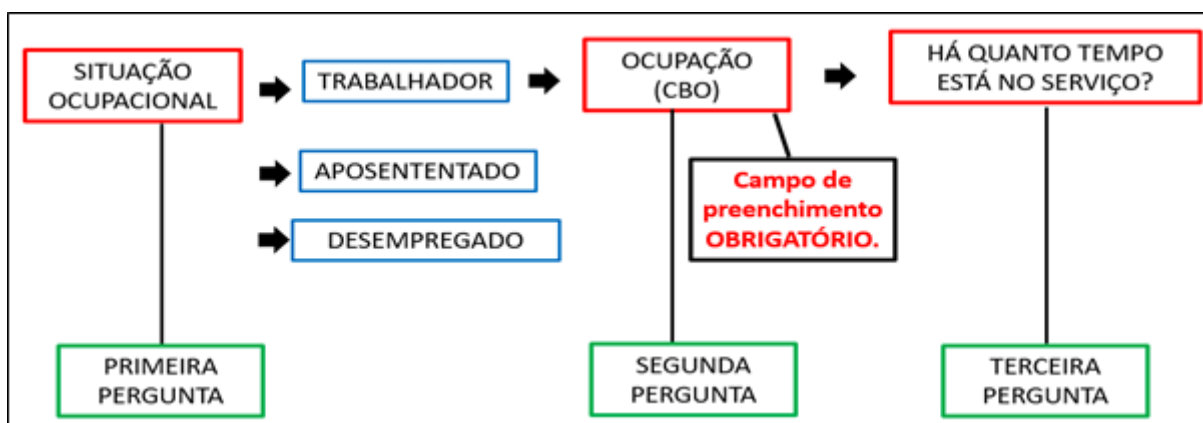 SITUAÇÃO
OCUPACIONAL
TRABALHADOR
OCUPAÇÃO
(CBO)
HÁ QUANTO TEMPO
ESTÁ NO SERVIÇO?
APOSENTENTADO
DESEMPREGADO
Campo de
preenchimento
OBRIGATÓRIO.
PRIMEIRA
PERGUNTA
SEGUNDA
PERGUNTA
TERCEIRA
PERGUNTA